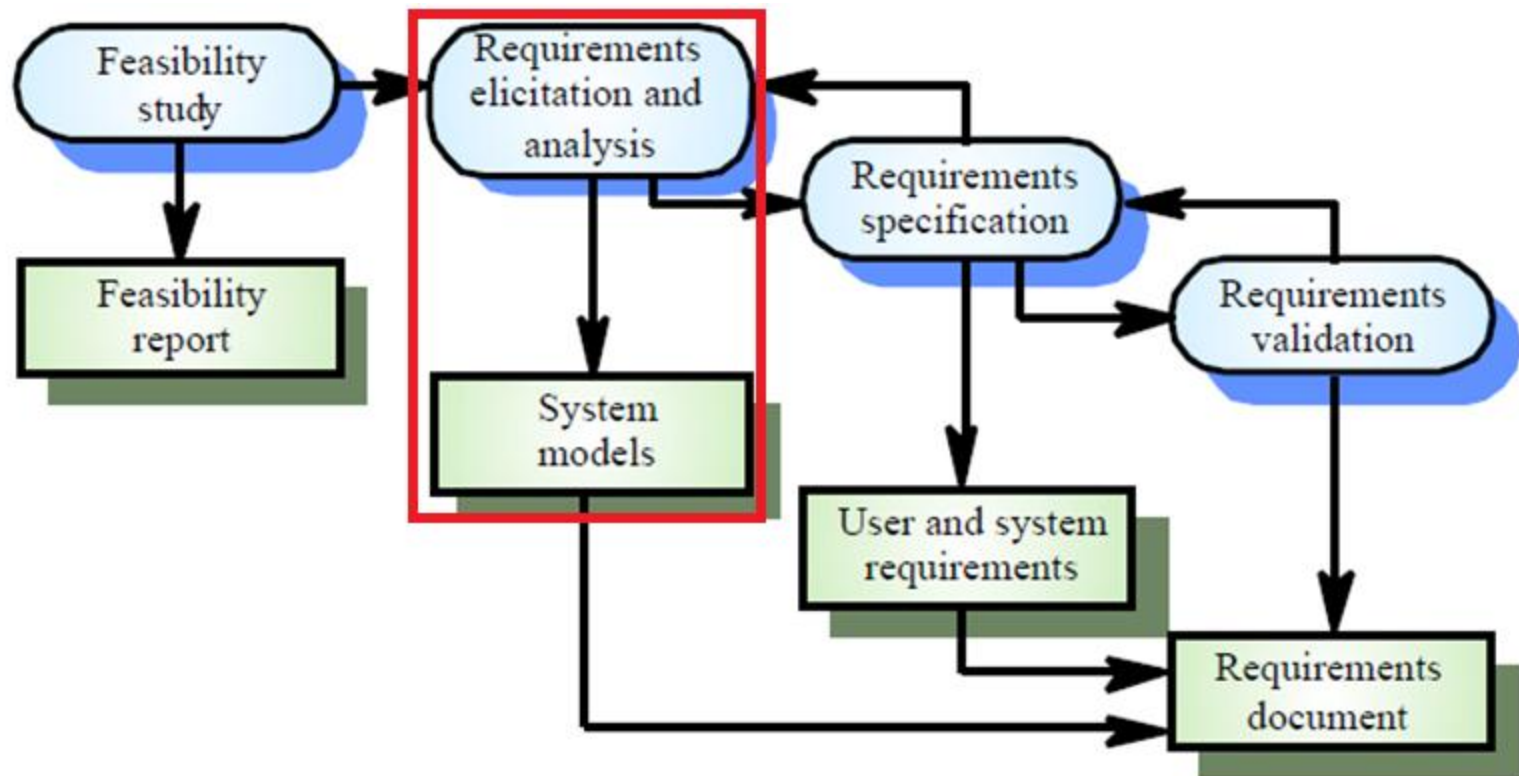 Feasibility
study
Requirements
elicitation and
analysis
Requirements
specification
Requirements
validation
Feasibility
report
System
models
User and system
requirements
Requirements
document